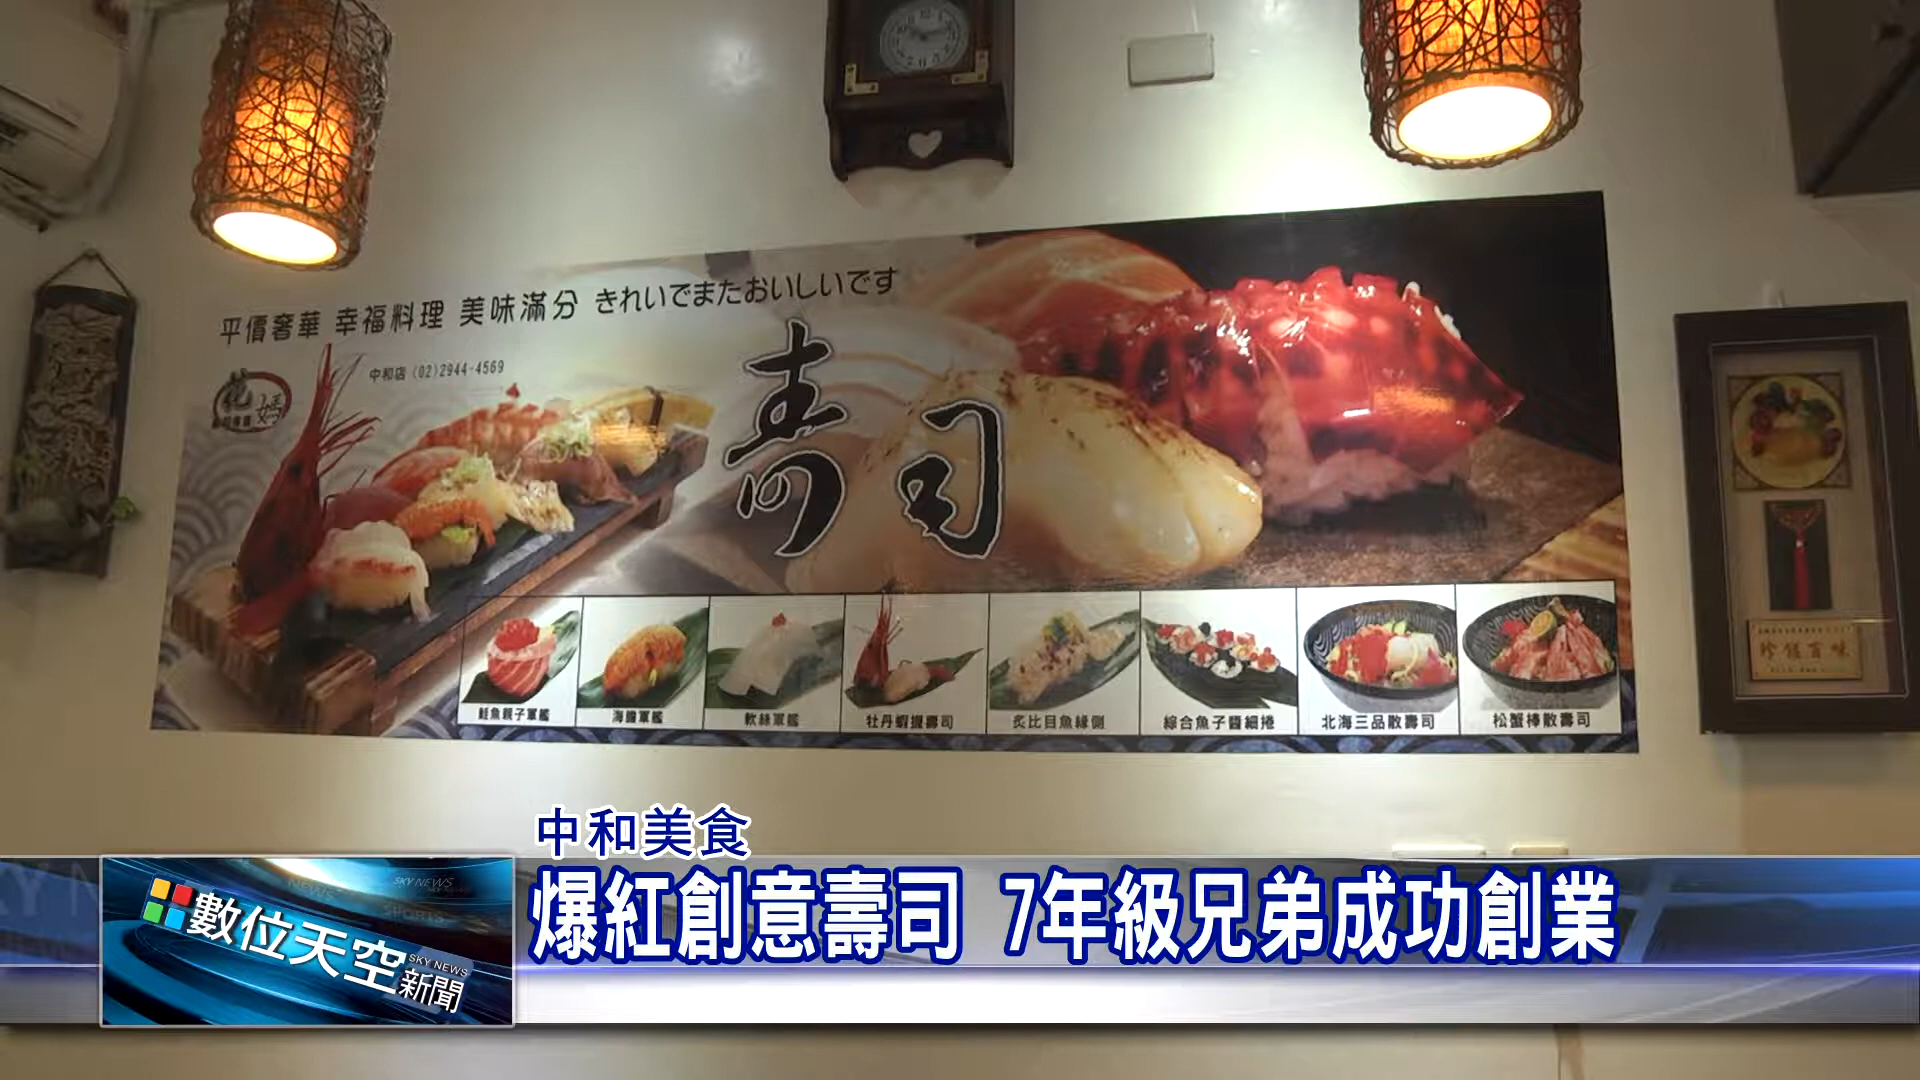 平價奢華 幸福料理 美味滿分 きれいでまたおいしいです
中和店 (02)2944-4569
花
媽
壽司
鮭魚親子軍艦
海膽軍艦
軟絲軍艦
牡丹蝦握壽司
炙比目魚緣側
綜合魚子醬細捲
北海三品散壽司
松蟹棒散壽司
珍饈百味
中和美食
爆紅創意壽司 7年級兄弟成功創業
數位天空
SKY NEWS
新聞